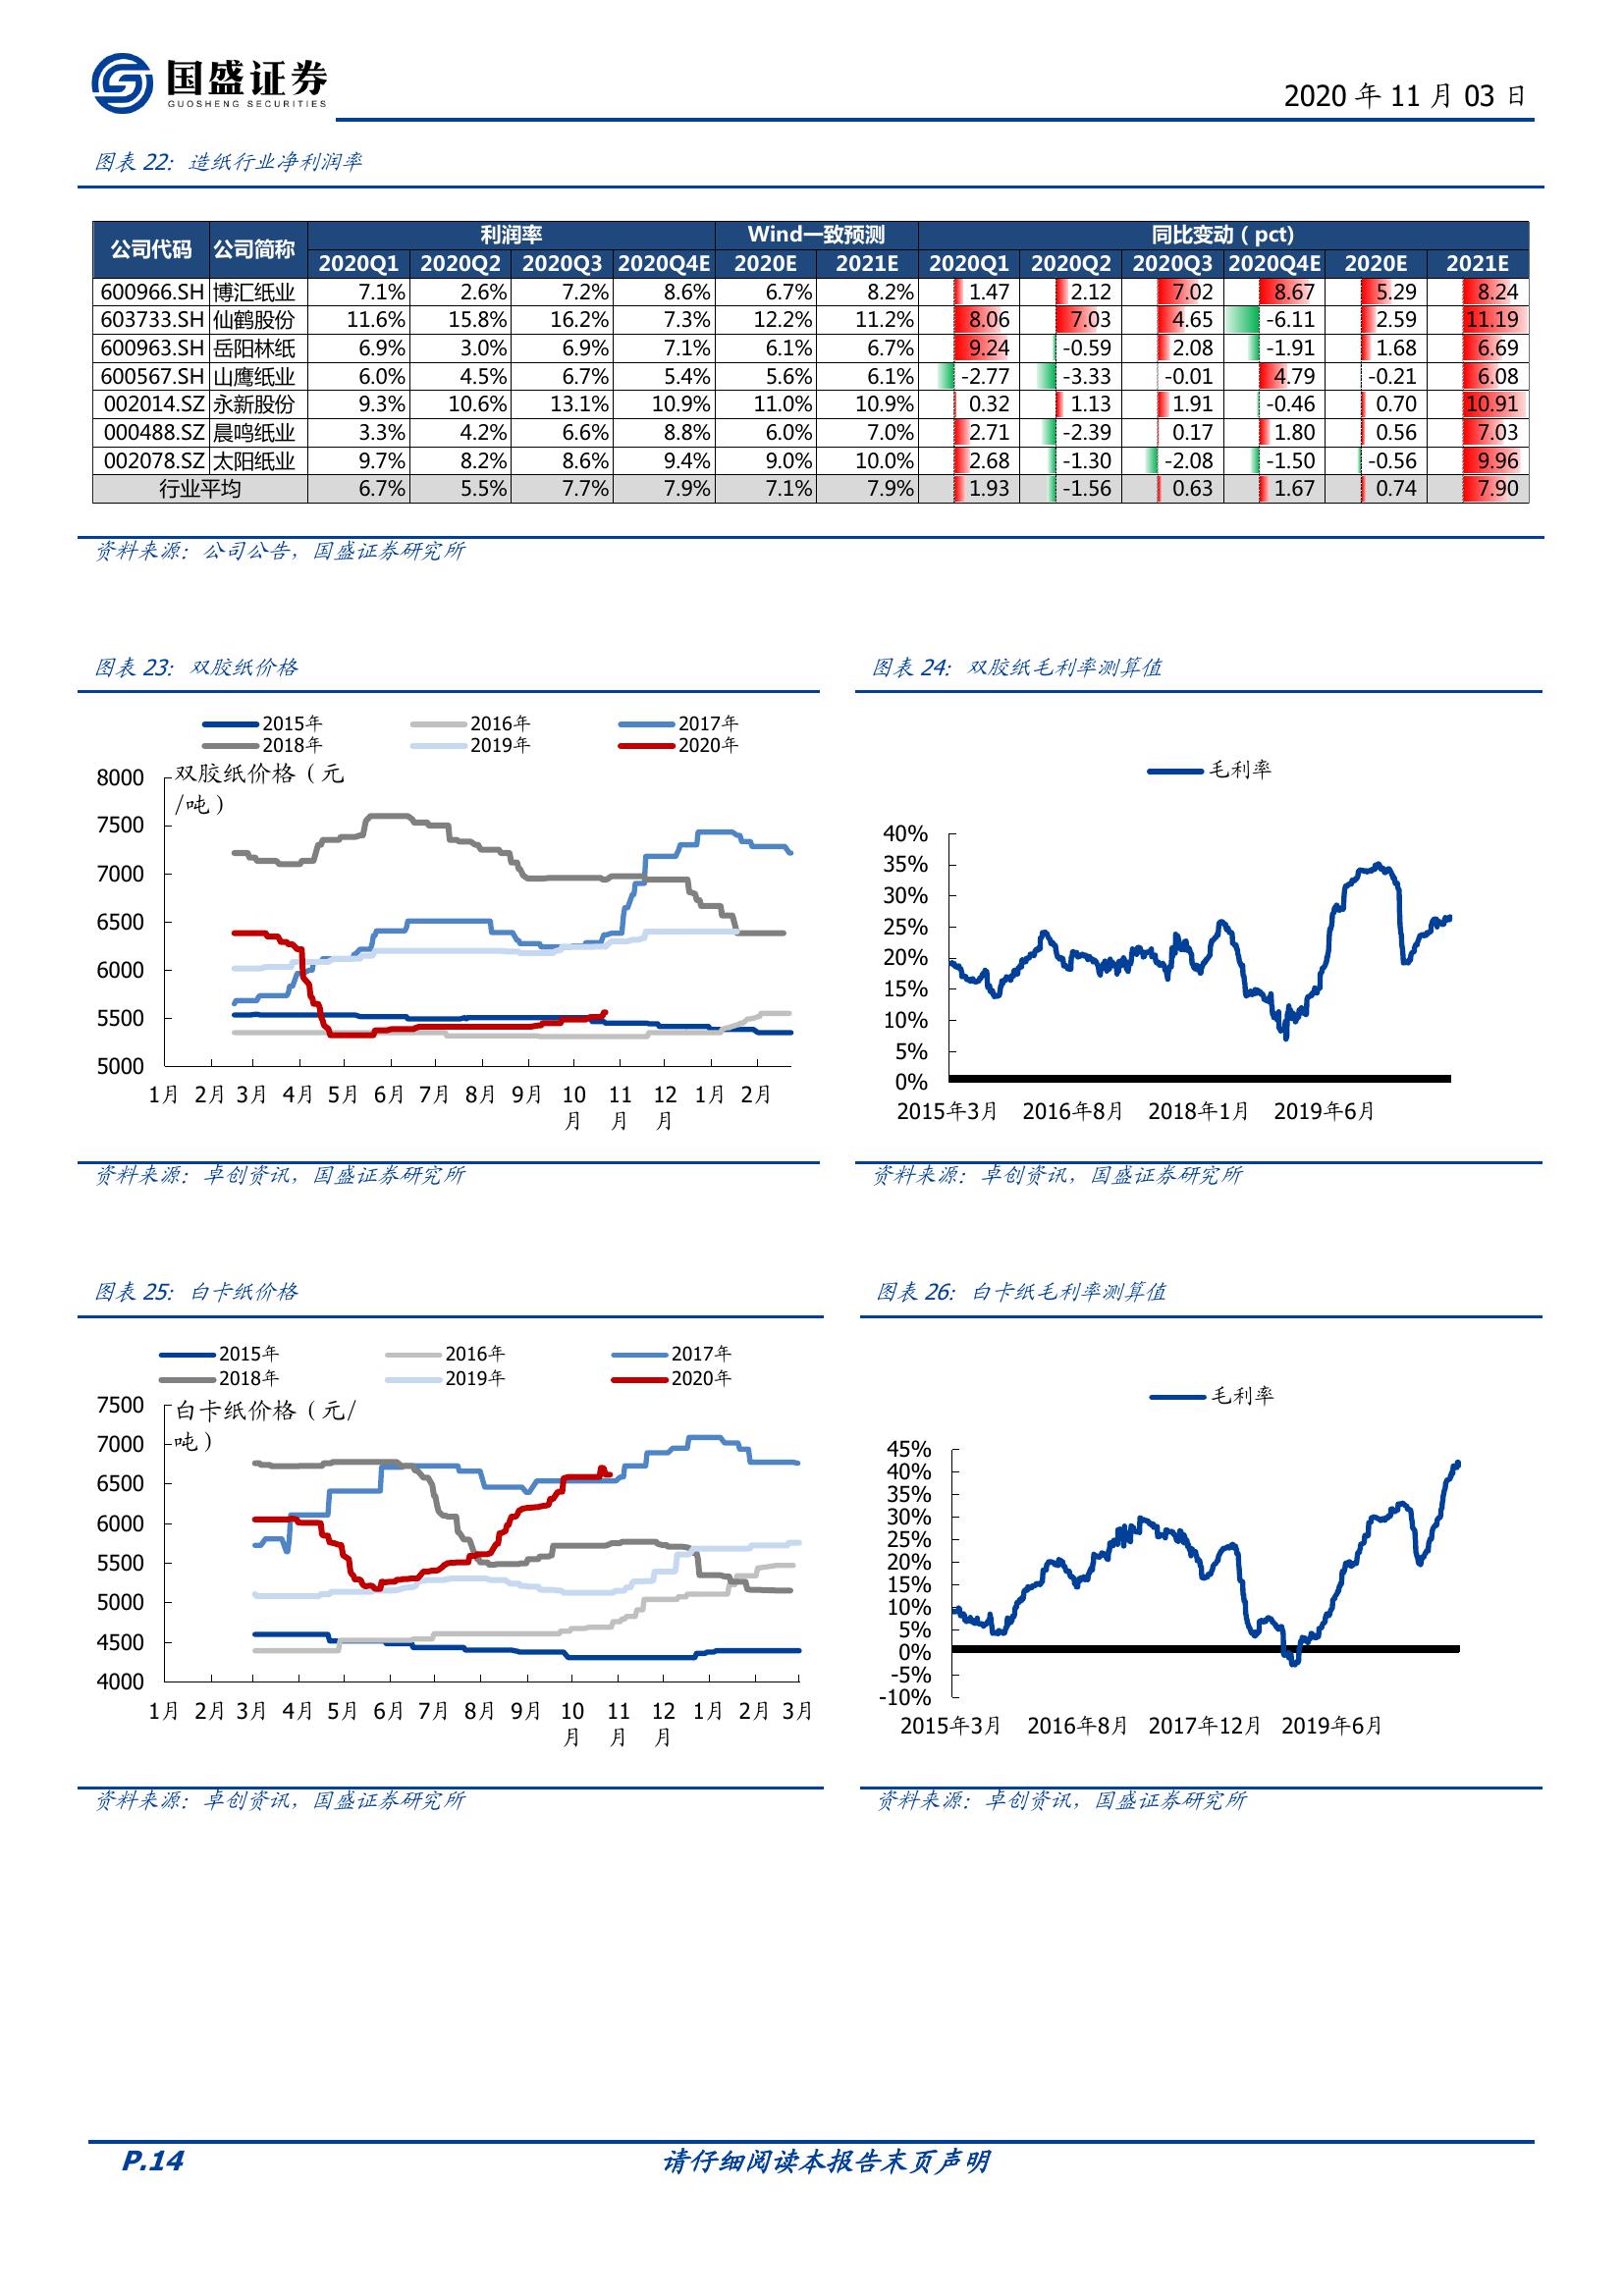 国盛证券
GUOSHENG SECURITIES
2020 年 11 月 03 日
图表 22：造纸行业净利润率
公司代码 公司简称 利润率 Wind一致预测 同比变动（pct)
2020Q1 2020Q2 2020Q3 2020Q4E 2020E 2021E 2020Q1 2020Q2 2020Q3 2020Q4E 2020E 2021E
600966.SH 博汇纸业 7.1% 2.6% 7.2% 8.6% 6.7% 8.2% 1.47 2.12 7.02 8.67 5.29 8.24
603733.SH 仙鹤股份 11.6% 15.8% 16.2% 7.3% 12.2% 11.2% 8.06 7.03 4.65 -6.11 2.59 11.19
600963.SH 岳阳林纸 6.9% 3.0% 6.9% 7.1% 6.1% 6.7% 9.24 -0.59 2.08 -1.91 1.68 6.69
600567.SH 山鹰纸业 6.0% 4.5% 6.7% 5.4% 5.6% 6.1% -2.77 -3.33 -0.01 4.79 -0.21 6.08
002014.SZ 永新股份 9.3% 10.6% 13.1% 10.9% 11.0% 10.9% 0.32 1.13 1.91 -0.46 0.70 10.91
000488.SZ 晨鸣纸业 3.3% 4.2% 6.6% 8.8% 6.0% 7.0% 2.71 -2.39 0.17 1.80 0.56 7.03
002078.SZ 太阳纸业 9.7% 8.2% 8.6% 9.4% 9.0% 10.0% 2.68 -1.30 -2.08 -1.50 -0.56 9.96
行业平均 6.7% 5.5% 7.7% 7.9% 7.1% 7.9% 1.93 -1.56 0.63 1.67 0.74 7.90
资料来源：公司公告，国盛证券研究所
图表 23：双胶纸价格
2015年 2016年 2017年
2018年 2019年 2020年
双胶纸价格（元
/吨）
8000
7500
7000
6500
6000
5500
5000
1月 2月 3月 4月 5月 6月 7月 8月 9月 10月 11月 12月 1月 2月
资料来源：卓创资讯，国盛证券研究所
图表 24：双胶纸毛利率测算值
毛利率
40%
35%
30%
25%
20%
15%
10%
5%
0%
2015年3月 2016年8月 2018年1月 2019年6月
资料来源：卓创资讯，国盛证券研究所
图表 25：白卡纸价格
2015年 2016年 2017年
2018年 2019年 2020年
白卡纸价格（元/
吨）
7500
7000
6500
6000
5500
5000
4500
4000
1月 2月 3月 4月 5月 6月 7月 8月 9月 10月 11月 12月 1月 2月 3月
资料来源：卓创资讯，国盛证券研究所
图表 26：白卡纸毛利率测算值
毛利率
45%
40%
35%
30%
25%
20%
15%
10%
5%
0%
-5%
-10%
2015年3月 2016年8月 2017年12月 2019年6月
资料来源：卓创资讯，国盛证券研究所
P.14 请仔细阅读本报告末页声明